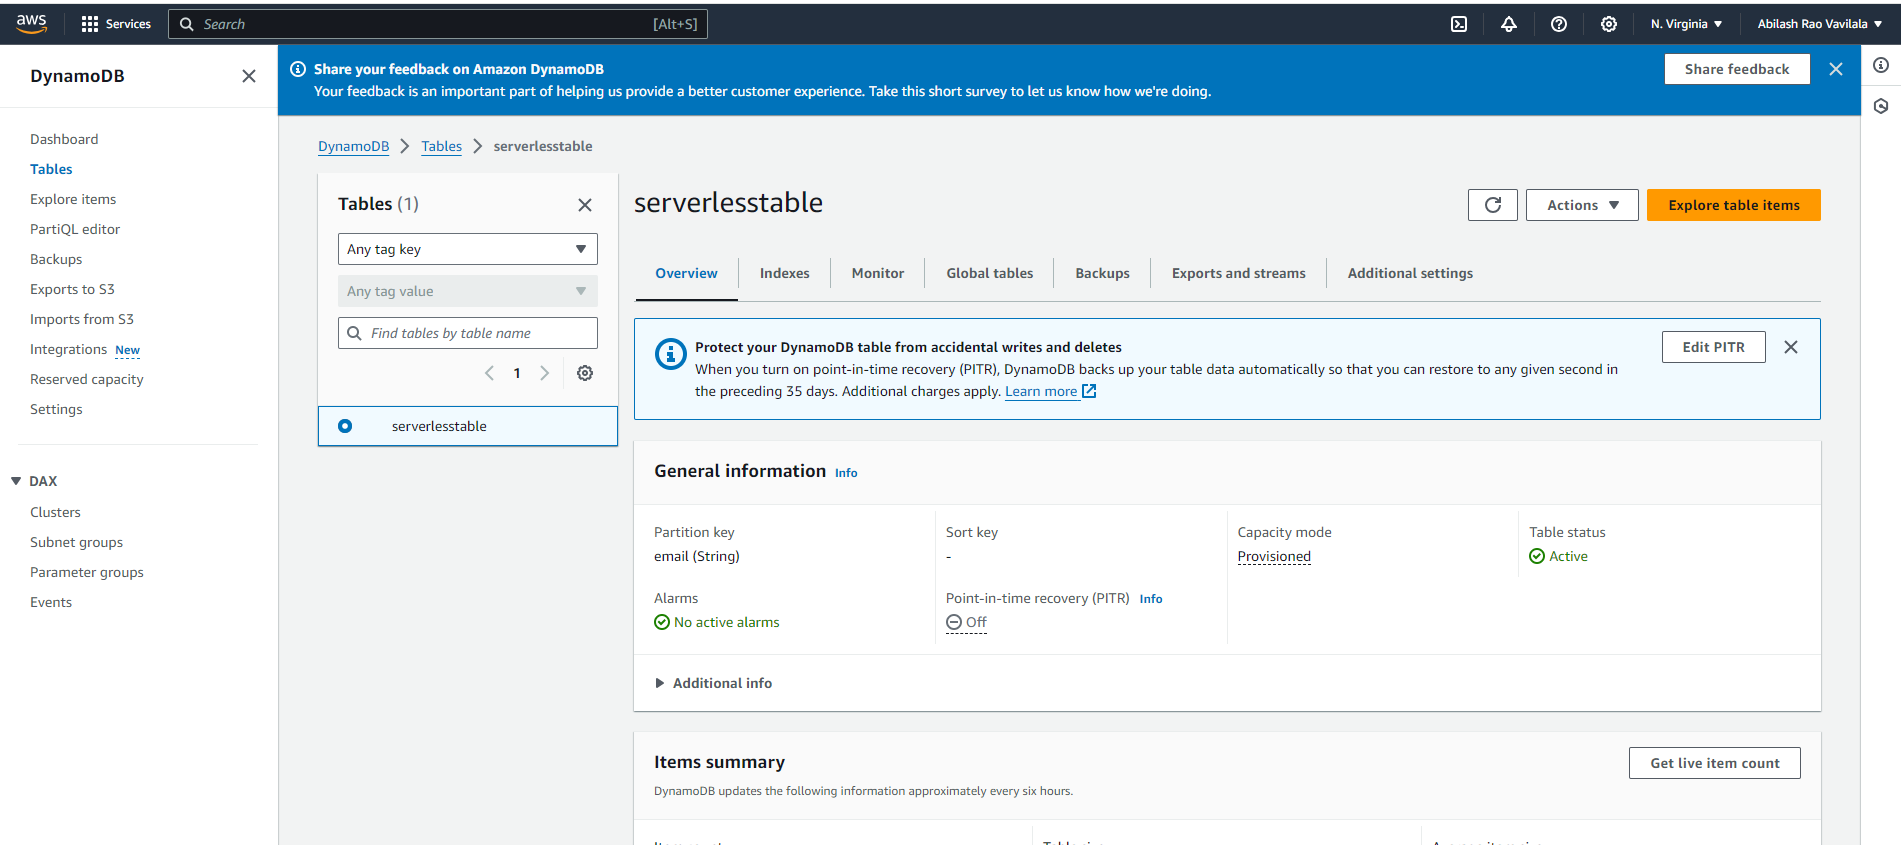 aws
Services
Search
[Alt+S]
N. Virginia
Abilash Rao Vavilala
DynamoDB
Dashboard
Tables
Explore items
PartiQL editor
Backups
Exports to S3
Imports from S3
Integrations New
Reserved capacity
Settings
DAX
Clusters
Subnet groups
Parameter groups
Events
Share your feedback on Amazon DynamoDB
Your feedback is an important part of helping us provide a better customer experience. Take this short survey to let us know how we're doing.
Share feedback
DynamoDB
Tables
serverlesstable
Tables (1)
Any tag key
Any tag value
Find tables by table name
1
serverlesstable
serverlesstable
Actions
Explore table items
Overview
Indexes
Monitor
Global tables
Backups
Exports and streams
Additional settings
Protect your DynamoDB table from accidental writes and deletes
When you turn on point-in-time recovery (PITR), DynamoDB backs up your table data automatically so that you can restore to any given second in
the preceding 35 days. Additional charges apply. Learn more
Edit PITR
General information Info
Partition key
email (String)
Sort key
-
Capacity mode
Provisioned
Table status
Active
Alarms
No active alarms
Point-in-time recovery (PITR) Info
Off
Additional info
Items summary
DynamoDB updates the following information approximately every six hours.
Get live item count